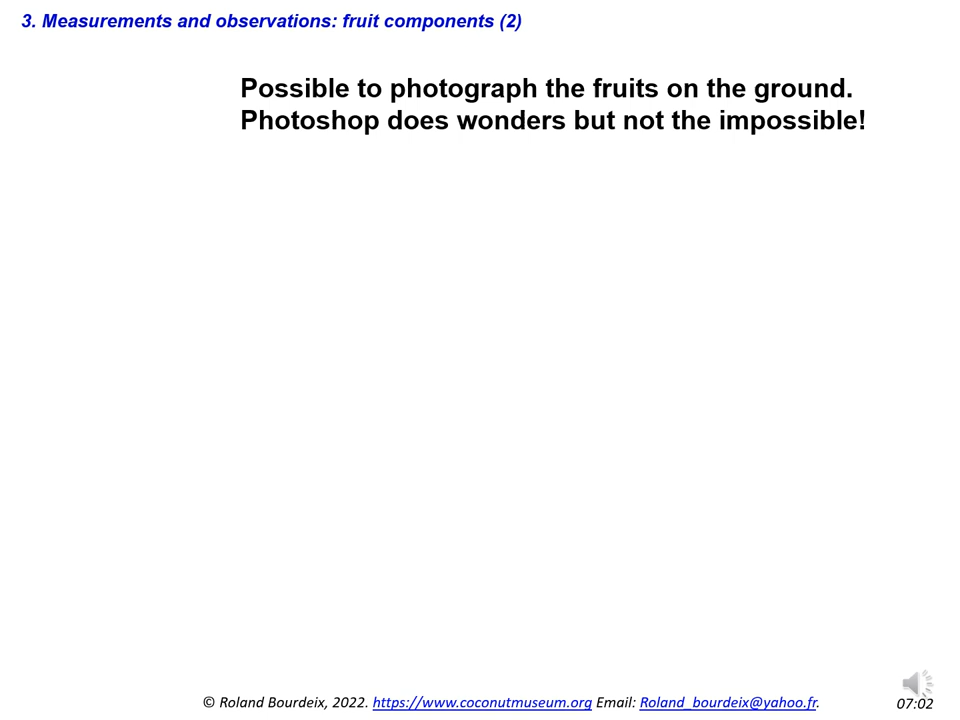 3. Measurements and observations: fruit components (2)
Possible to photograph the fruits on the ground.
Photoshop does wonders but not the impossible!
© Roland Bourdeix, 2022. https://www.coconutmuseum.org Email: Roland_bourdeix@yahoo.fr.
07:02